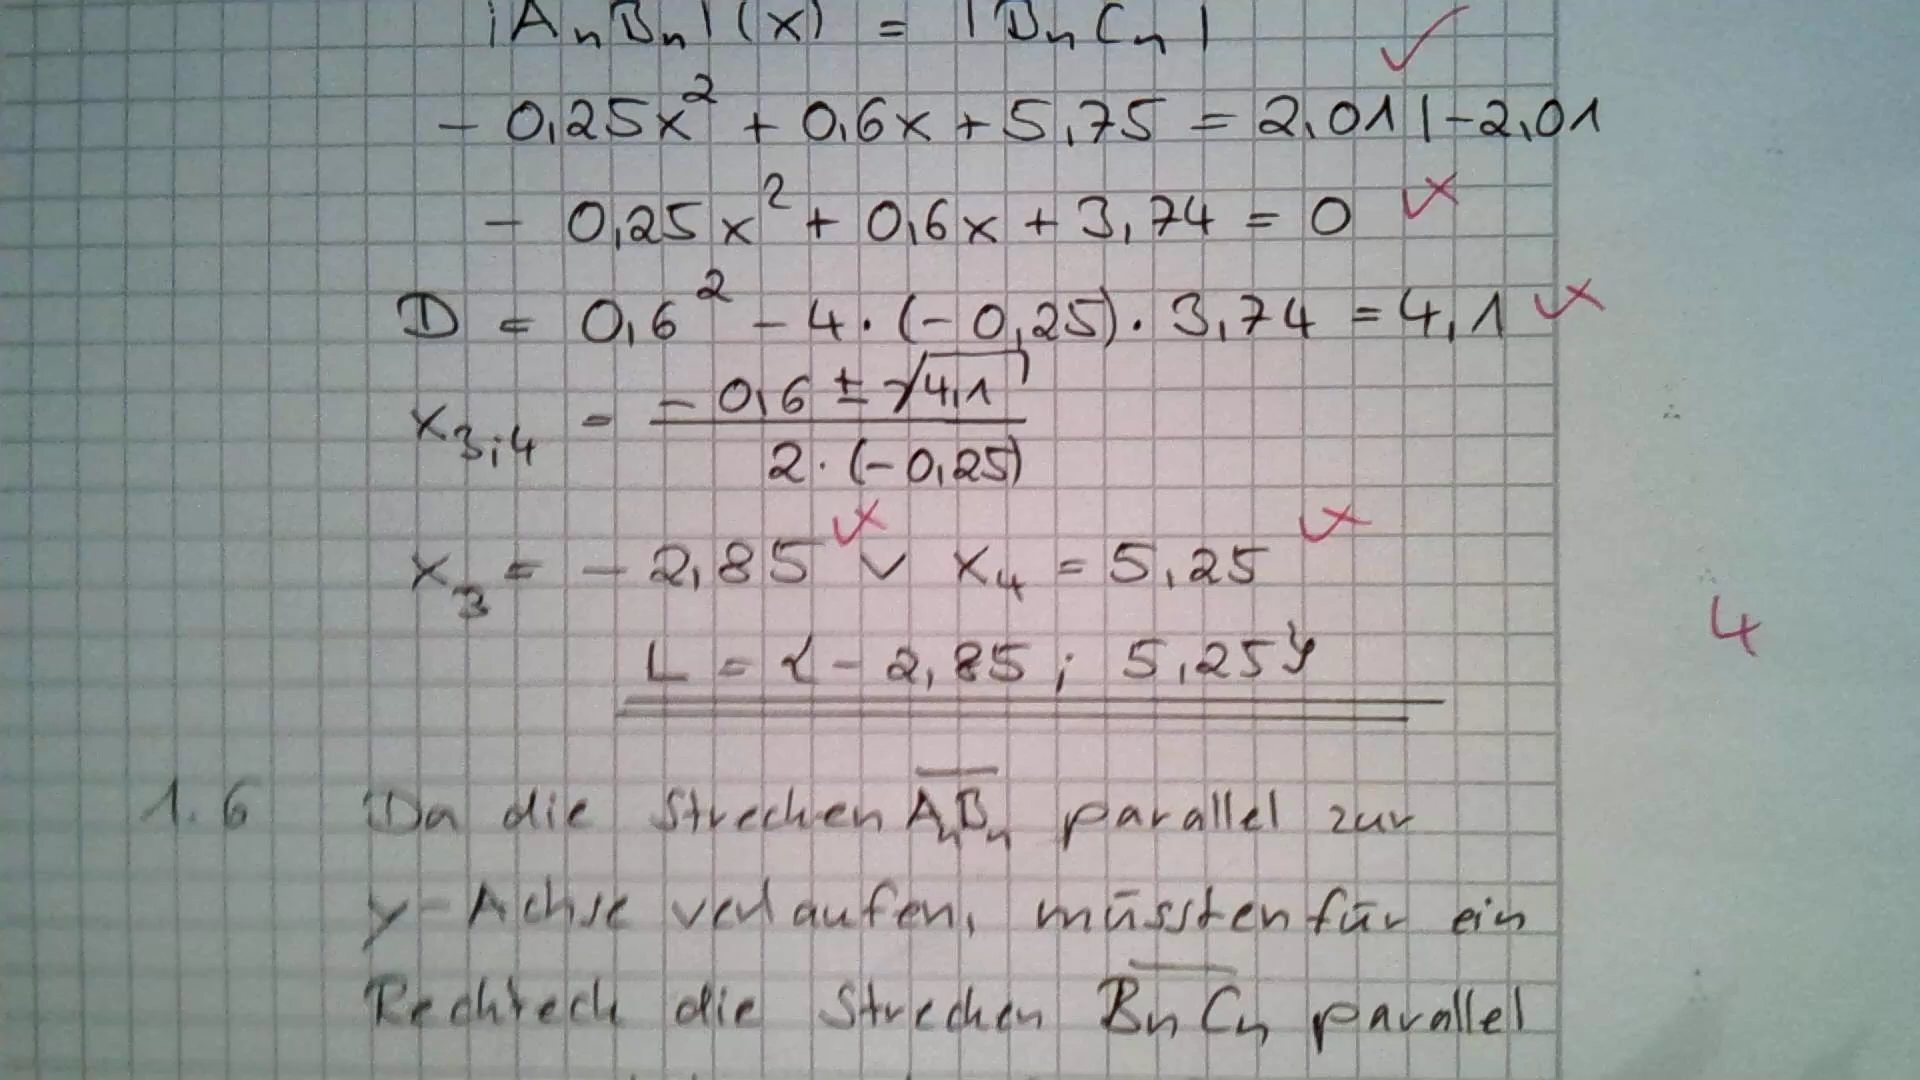 |AₙBₙ|(x) = |BₙCₙ|
- 0,25x² + 0,6x + 5,75 = 2,01 |-2,01
- 0,25x² + 0,6x + 3,74 = 0
D = 0,6² - 4·(-0,25)·3,74 = 4,1
x₃;₄ = (-0,6 ± √4,1) / (2·(-0,25))
x₃ = -2,85 ∨ x₄ = 5,25
4
L = {-2,85; 5,25}
1.6 Da die Strecken A̅ₙB̅ₙ parallel zur
y-Achse verlaufen, müssten für ein
Rechteck die Strecken B̅ₙC̅ₙ parallel